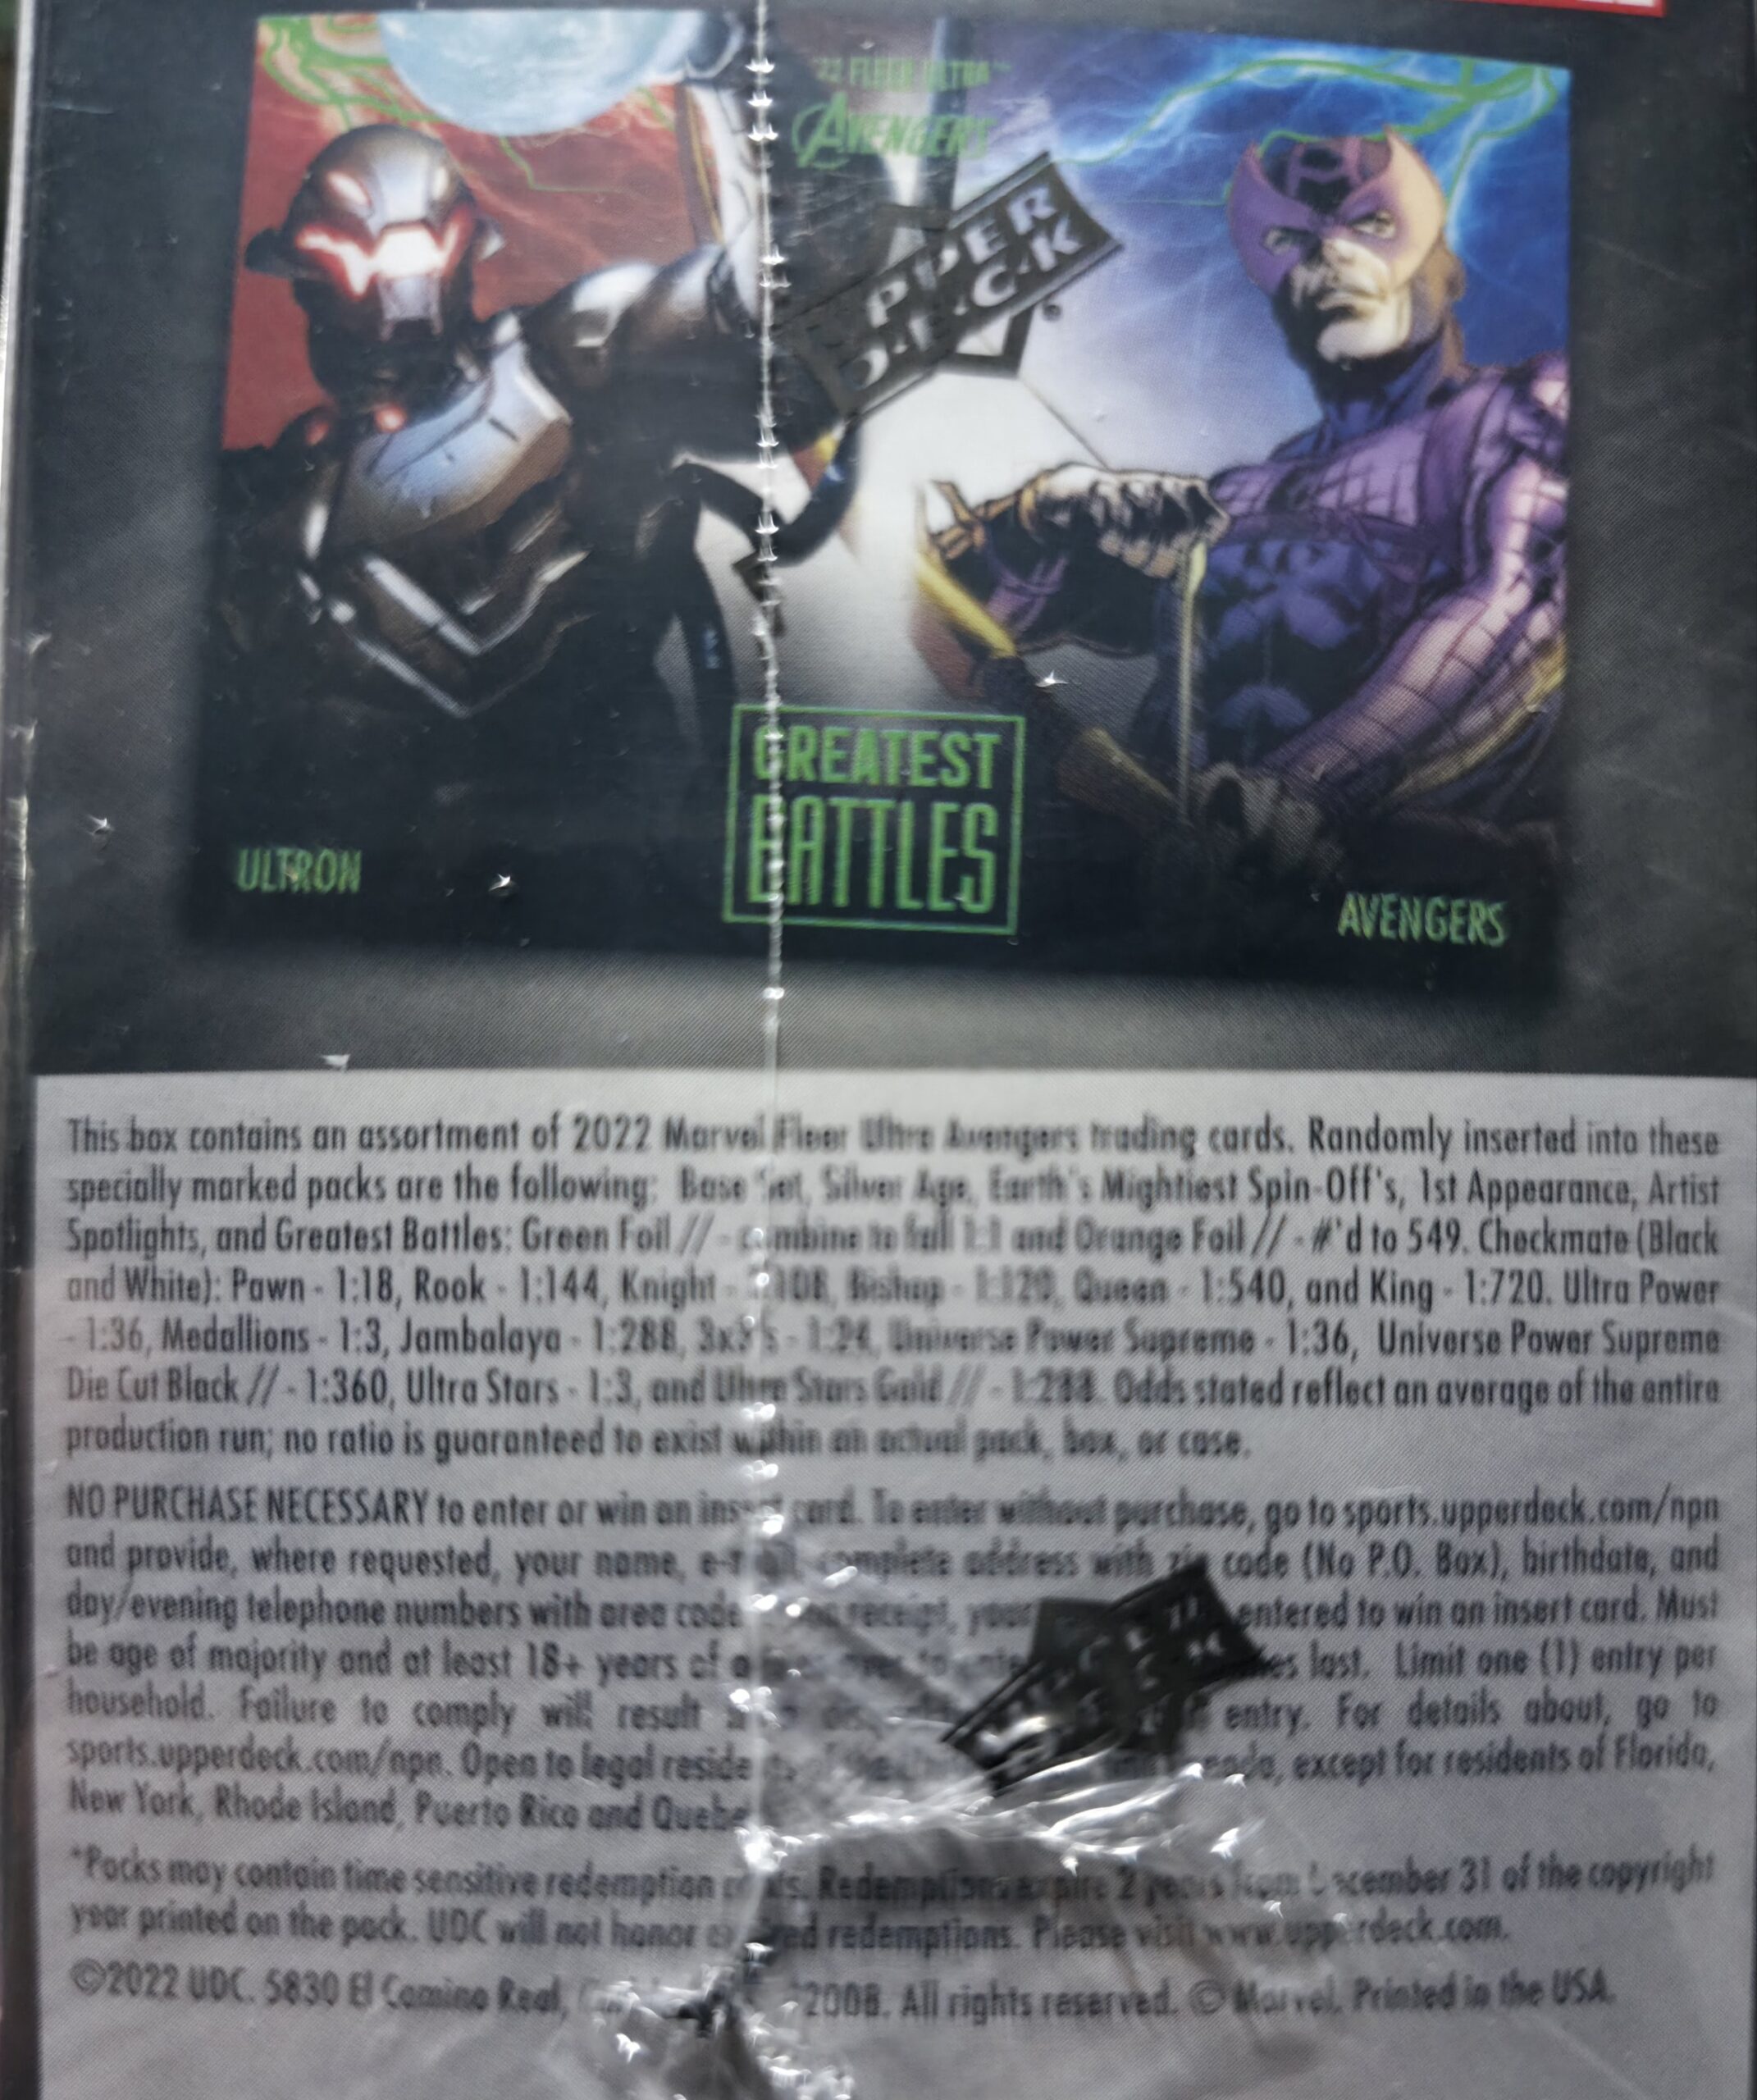 '22 FLEER ULTRA
AVENGERS
UPPER
DECK
GREATEST
BATTLES
ULTRON
AVENGERS
This box contains an assortment of 2022 Marvel Fleer Ultra Avengers trading cards. Randomly inserted into these
specially marked packs are the following: Base Set, Silver Age, Earth's Mightiest Spin-Off's, 1st Appearance, Artist
Spotlights, and Greatest Battles: Green Foil // - combine to fall 1:1 and Orange Foil // - #'d to 549. Checkmate (Black
and White): Pawn - 1:18, Rook - 1:144, Knight - Bishop - 1:120, Queen - 1:540, and King - 1:720. Ultra Power
- 1:36, Medallions - 1:3, Jambalaya - 1:288, 3x3's - 1:24, Universe Power Supreme - 1:36, Universe Power Supreme
Die Cut Black // - 1:360, Ultra Stars - 1:3, and Ultra Stars Gold // - 1:288. Odds stated reflect an average of the entire
production run; no ratio is guaranteed to exist within an actual pack, box, or case.
NO PURCHASE NECESSARY to enter or win an insert card. To enter without purchase, go to sports.upperdeck.com/npn
and provide, where requested, your name, e-mail, complete address with zip code (No P.O. Box), birthdate, and
day/evening telephone numbers with area code receipt, your entered to win an insert card. Must
be age of majority and at least 18+ years of last. Limit one (1) entry per
household. Failure to comply will result entry. For details about, go to
sports.upperdeck.com/npn. Open to legal except for residents of Florida,
New York, Rhode Island, Puerto Rico and
*Packs may contain time sensitive redemption Redemptions expire 2 years from December 31 of the copyright
year printed on the pack. UDC will not honor expired redemptions. Please visit www.upperdeck.com.
©2022 UDC. 5830 El Camino Real, All rights reserved. © Marvel. Printed in the USA.